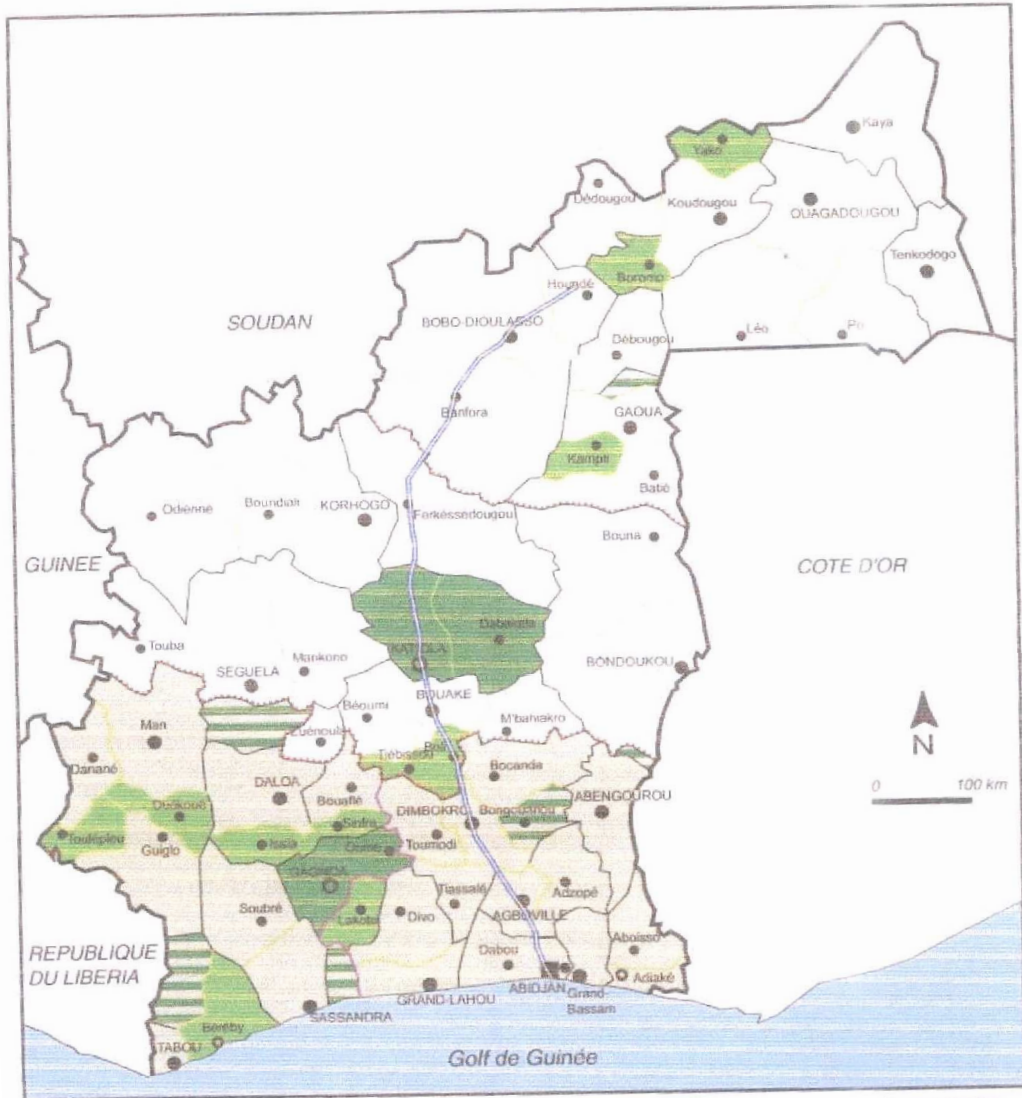 Kaya
Yako
Dédougou
Koudougou
OUAGADOUGOU
Tenkodogo
Boromo
Houndé
SOUDAN
BOBO-DIOULASSO
Léo
Po
Débougou
Banfora
GAOUA
Kampti
Batié
Odienné
Boundiali
KORHOGO
Ferkéssedougou
Bouna
GUINEE
COTE D'OR
Dabakala
Touba
KATIOLA
Mankono
SEGUELA
BONDOUKOU
Béoumi
BOUAKE
M'bahiakro
Man
Zuénoula
N
Danané
Tiébissou
Bocanda
0 100 km
DALOA
Bouaflé
ABENGOUROU
Duékoué
DIMBOKRO
Bongouanou
Sinfra
Toulépleu
Guiglo
Issia
Oumé
Toumodi
GAGNOA
Tiassalé
Adzopé
Soubré
Lakota
Divo
AGBOVILLE
REPUBLIQUE
DU LIBERIA
Dabou
Aboisso
ABIDJAN
Adiaké
GRAND-LAHOU
Grand-
Bassam
SASSANDRA
Béréby
TABOU
Golf de Guinée